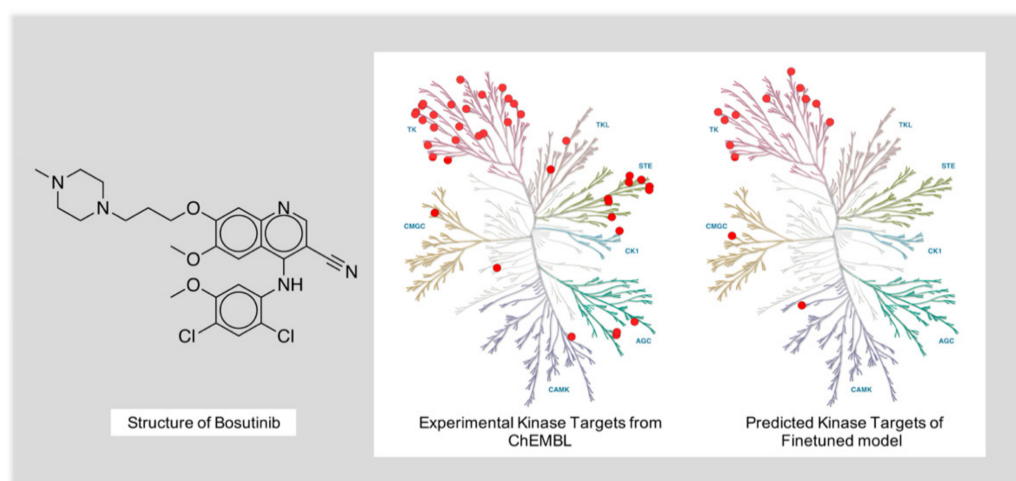 N
N
O
N
O
N
NH
O
Cl
Cl
Structure of Bosutinib
TK
TKL
STE
CMGC
CK1
AGC
CAMK
Experimental Kinase Targets from
ChEMBL
TK
TKL
STE
CMGC
CK1
AGC
CAMK
Predicted Kinase Targets of
Finetuned model